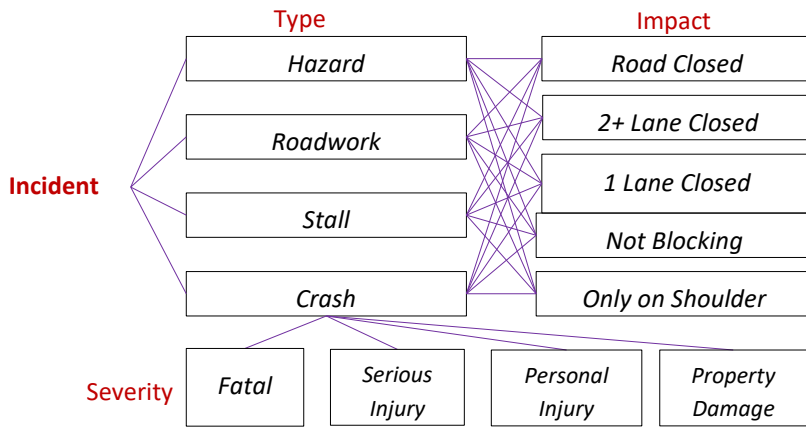 Type
Impact
Hazard
Road Closed
2+ Lane Closed
Roadwork
Incident
1 Lane Closed
Stall
Not Blocking
Crash
Only on Shoulder
Severity
Fatal
Serious
Injury
Personal
Injury
Property
Damage